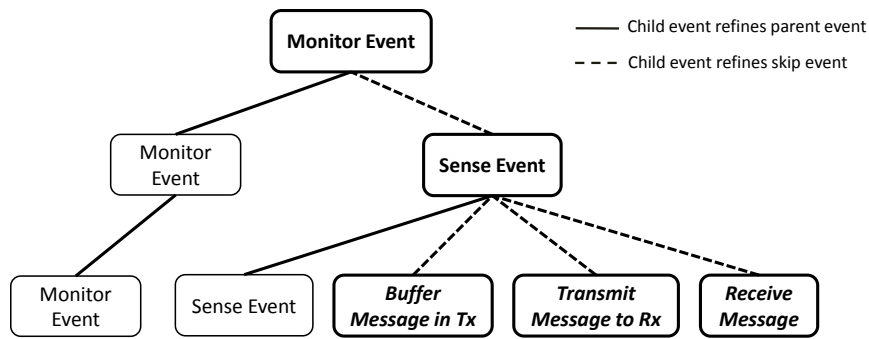 Monitor Event
Child event refines parent event
Child event refines skip event
Monitor
Event
Sense Event
Monitor
Event
Sense Event
Buffer
Message in Tx
Transmit
Message to Rx
Receive
Message